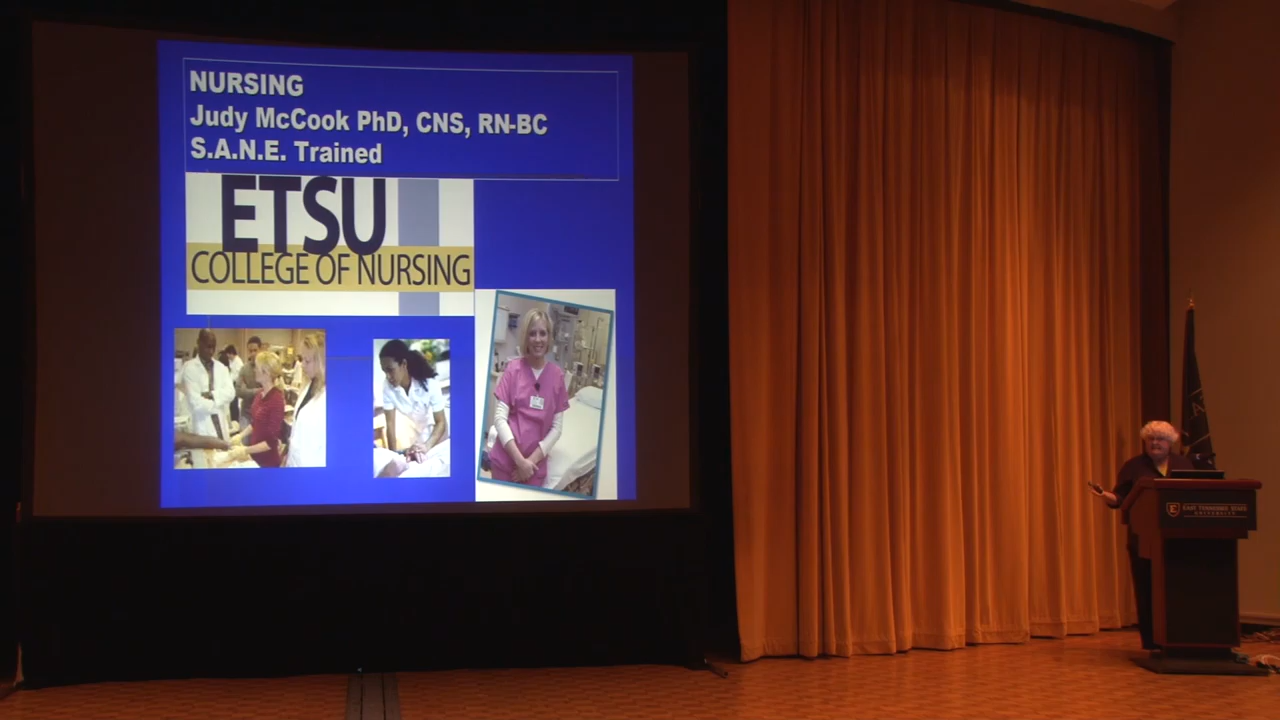 NURSING
Judy McCook PhD, CNS, RN-BC
S.A.N.E. Trained
ETSU
COLLEGE OF NURSING
E
EAST TENNESSEE STATE
UNIVERSITY